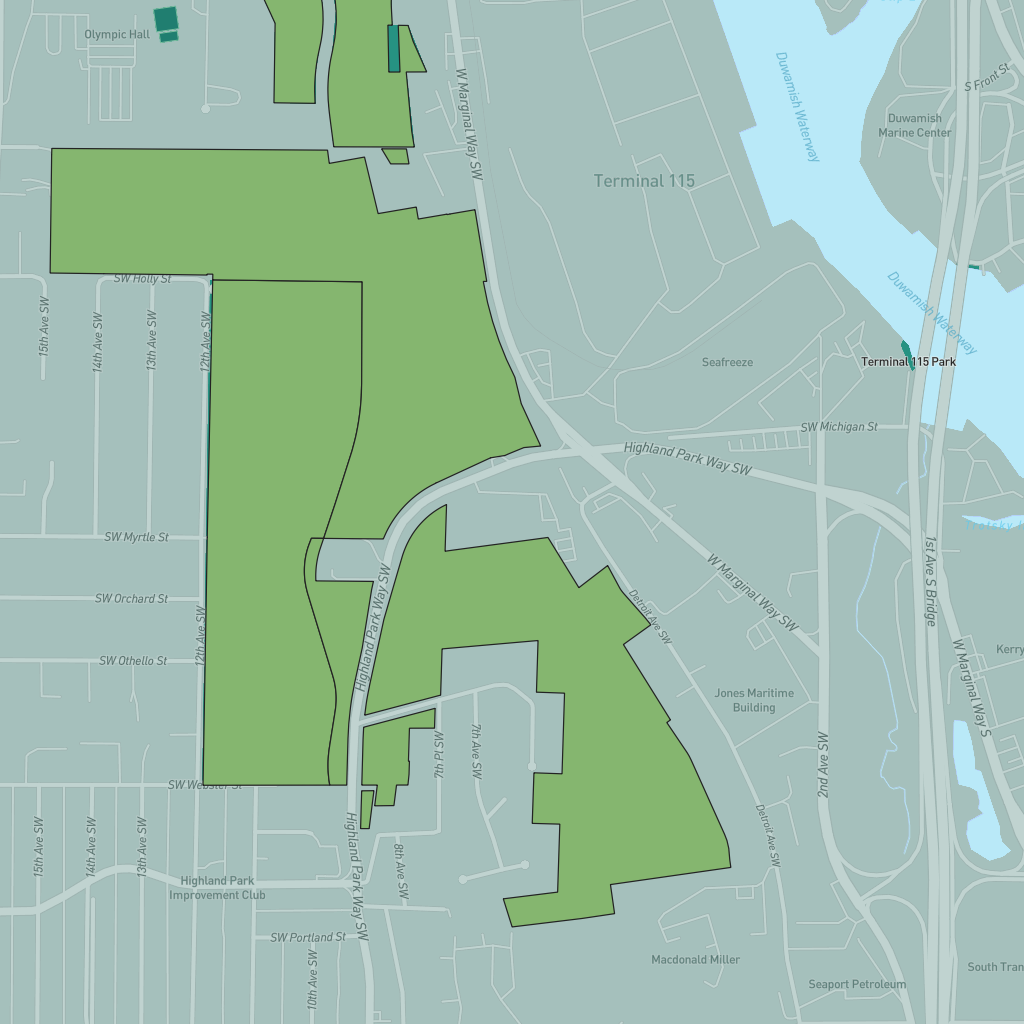 Olympic Hall
W Marginal Way SW
Duwamish Waterway
S Front St
Duwamish
Marine Center
Terminal 115
SW Holly St
Duwamish Waterway
15th Ave SW
14th Ave SW
13th Ave SW
12th Ave SW
Seafreeze
Terminal 115 Park
SW Michigan St
Highland Park Way SW
SW Myrtle St
1st Ave S Bridge
W Marginal Way SW
SW Orchard St
Highland Park Way SW
Detroit Ave SW
12th Ave SW
SW Othello St
Kerry
W Marginal Way S
Jones Maritime
Building
7th Pl SW
7th Ave SW
2nd Ave SW
SW Webster St
15th Ave SW
14th Ave SW
13th Ave SW
Highland Park Way SW
8th Ave SW
Detroit Ave SW
Highland Park
Improvement Club
SW Portland St
10th Ave SW
Macdonald Miller
South Tran
Seaport Petroleum